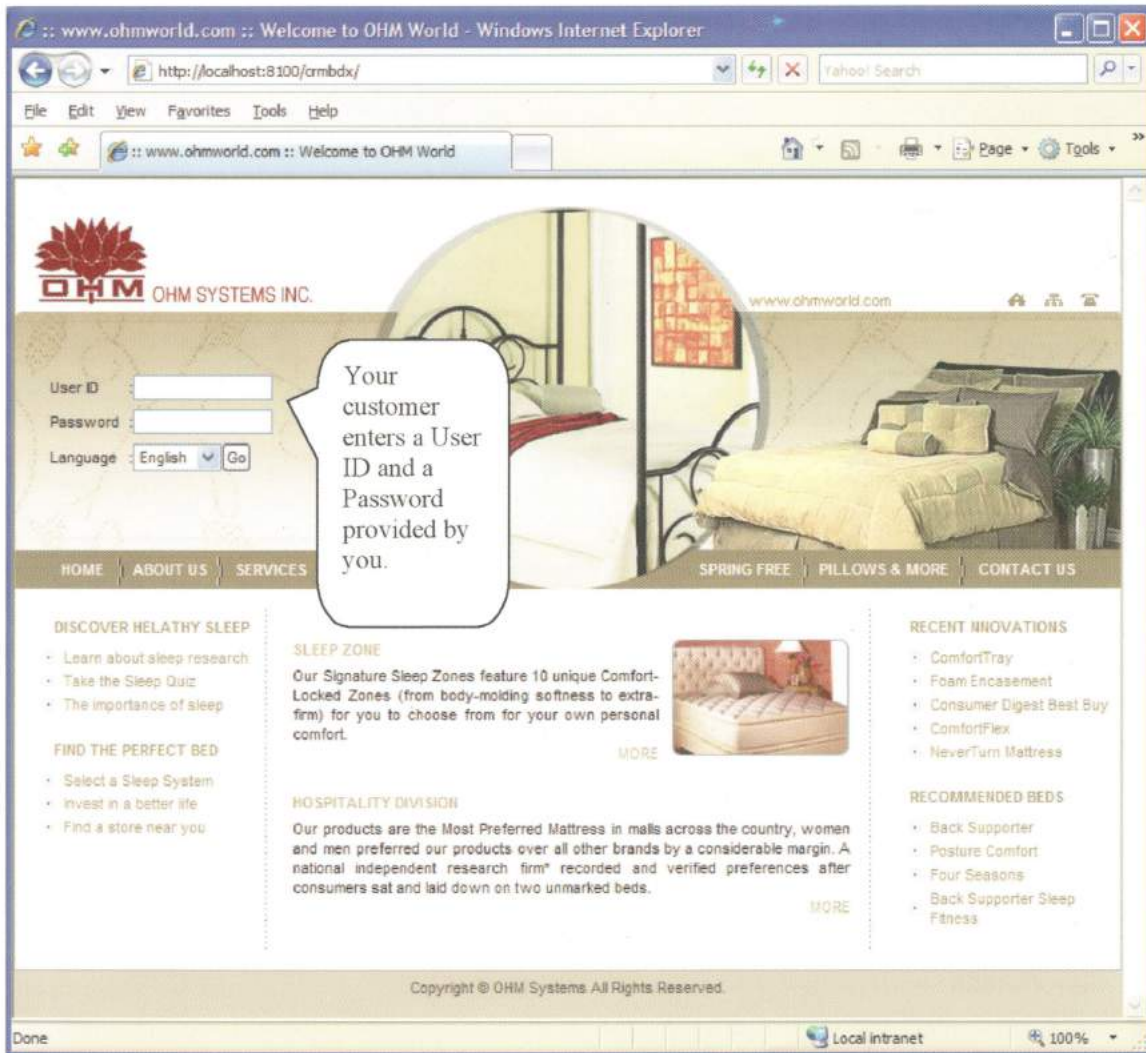 :: www.ohmworld.com :: Welcome to OHM World - Windows Internet Explorer
http://localhost:8100/crmbdx/
Yahoo! Search
File Edit View Favorites Tools Help
:: www.ohmworld.com :: Welcome to OHM World
Page Tools »
OHM OHM SYSTEMS INC.
www.ohmworld.com
User ID :
Password :
Language : English Go
Your
customer
enters a User
ID and a
Password
provided by
you.
HOME ABOUT US SERVICES SPRING FREE PILLOWS & MORE CONTACT US
DISCOVER HELATHY SLEEP
Learn about sleep research
Take the Sleep Quiz
The importance of sleep
FIND THE PERFECT BED
Select a Sleep System
Invest in a better life
Find a store near you
SLEEP ZONE
Our Signature Sleep Zones feature 10 unique Comfort-
Locked Zones (from body-molding softness to extra-
firm) for you to choose from for your own personal
comfort.
MORE
HOSPITALITY DIVISION
Our products are the Most Preferred Mattress in malls across the country, women
and men preferred our products over all other brands by a considerable margin. A
national independent research firm* recorded and verified preferences after
consumers sat and laid down on two unmarked beds.
MORE
RECENT NNOVATIONS
ComfortTray
Foam Encasement
Consumer Digest Best Buy
ComfortFlex
NeverTurn Mattress
RECOMMENDED BEDS
Back Supporter
Posture Comfort
Four Seasons
Back Supporter Sleep
Fitness
Copyright © OHM Systems All Rights Reserved.
Done Local intranet 100%